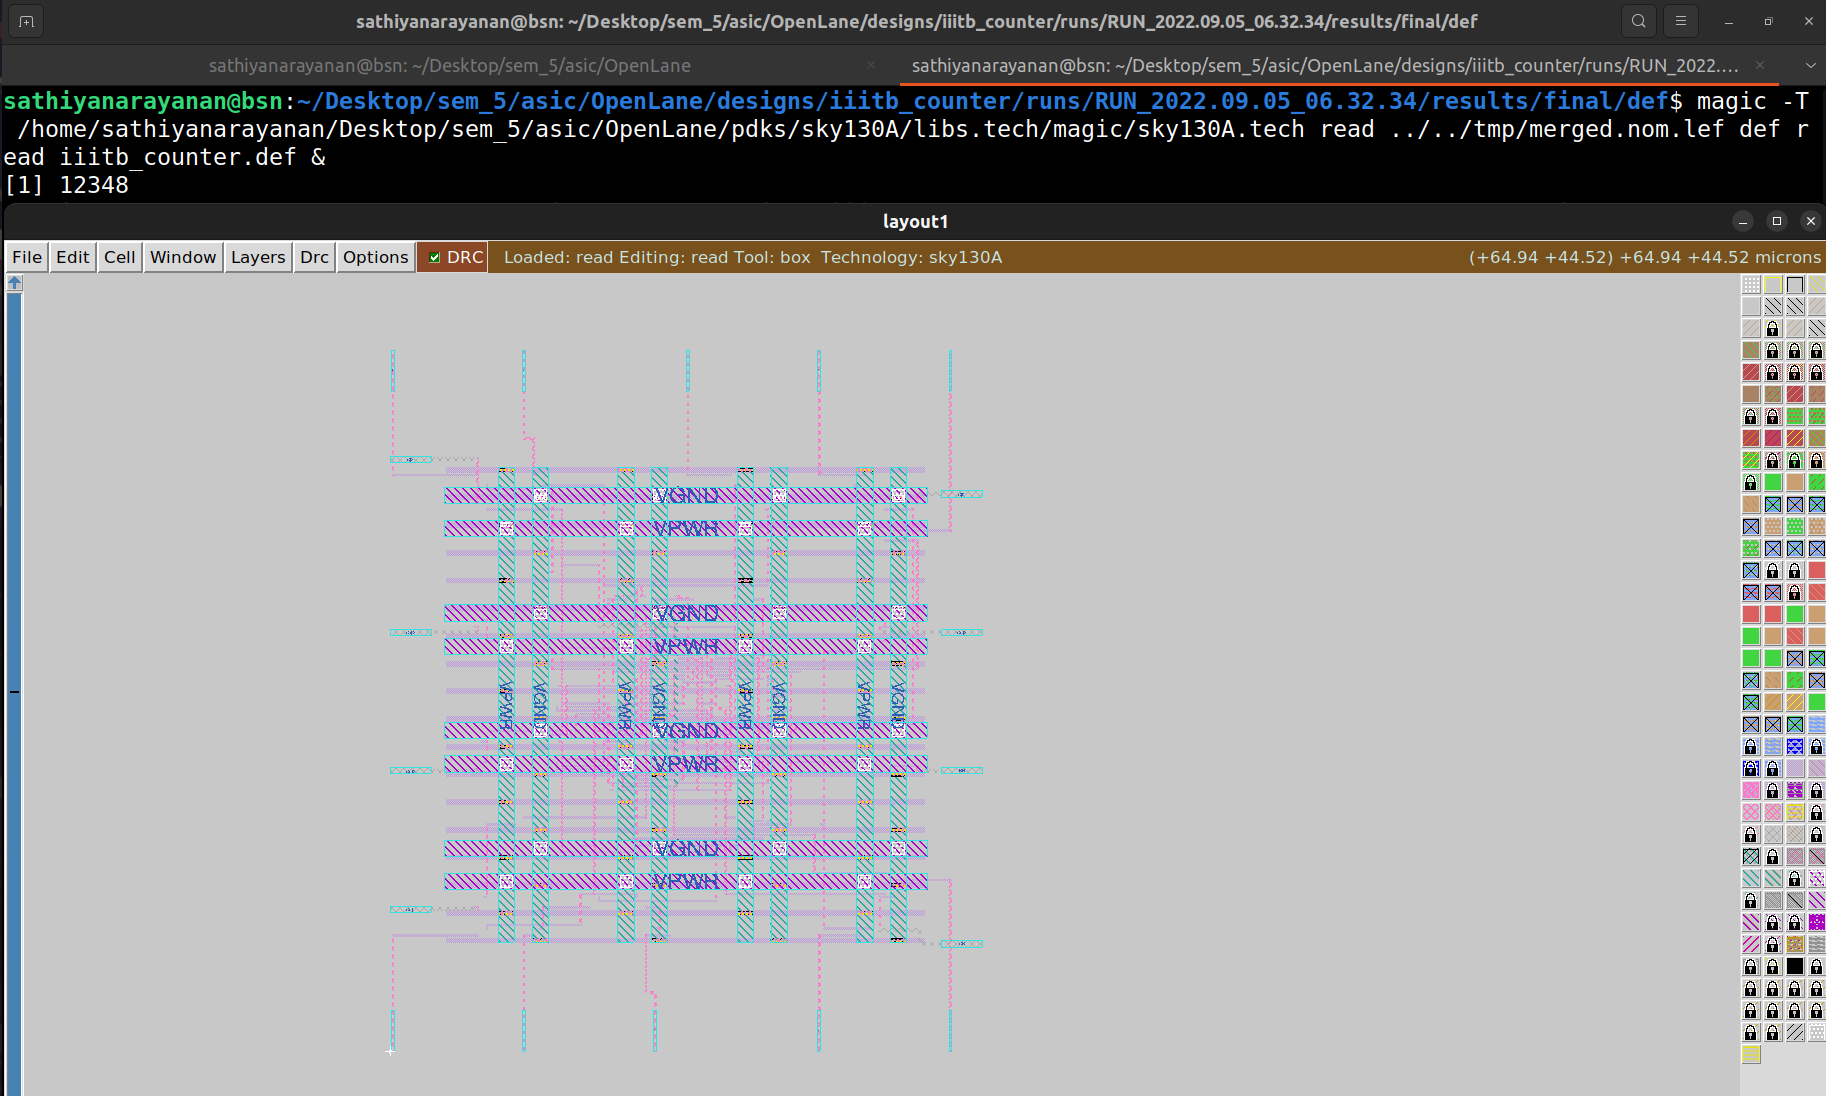 sathiyanarayanan@bsn: ~/Desktop/sem_5/asic/OpenLane/designs/iiitb_counter/runs/RUN_2022.09.05_06.32.34/results/final/def
sathiyanarayanan@bsn: ~/Desktop/sem_5/asic/OpenLane
sathiyanarayanan@bsn: ~/Desktop/sem_5/asic/OpenLane/designs/iiitb_counter/runs/RUN_2022....
sathiyanarayanan@bsn:~/Desktop/sem_5/asic/OpenLane/designs/iiitb_counter/runs/RUN_2022.09.05_06.32.34/results/final/def$ magic -T
/home/sathiyanarayanan/Desktop/sem_5/asic/OpenLane/pdks/sky130A/libs.tech/magic/sky130A.tech read ../../tmp/merged.nom.lef def r
ead iiitb_counter.def &
[1] 12348
layout1
File Edit Cell Window Layers Drc Options DRC Loaded: read Editing: read Tool: box Technology: sky130A (+64.94 +44.52) +64.94 +44.52 microns
VGND
VPWR
VGND
VPWR
VPWR VGND VPWR VGND VPWR VGND VPWR VGND
VGND
VPWR
VGND
VPWR